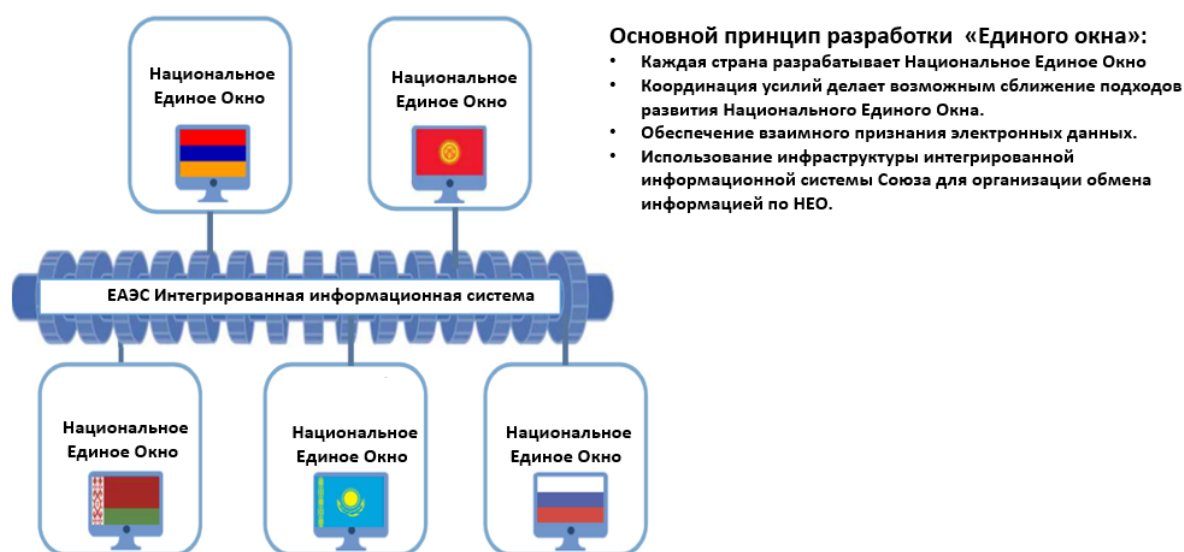 Национальное
Единое Окно
Национальное
Единое Окно
Основной принцип разработки «Единого окна»:
• Каждая страна разрабатывает Национальное Единое Окно
• Координация усилий делает возможным сближение подходов
развития Национального Единого Окна.
• Обеспечение взаимного признания электронных данных.
• Использование инфраструктуры интегрированной
информационной системы Союза для организации обмена
информацией по НЕО.
ЕАЭС Интегрированная информационная система
Национальное
Единое Окно
Национальное
Единое Окно
Национальное
Единое Окно